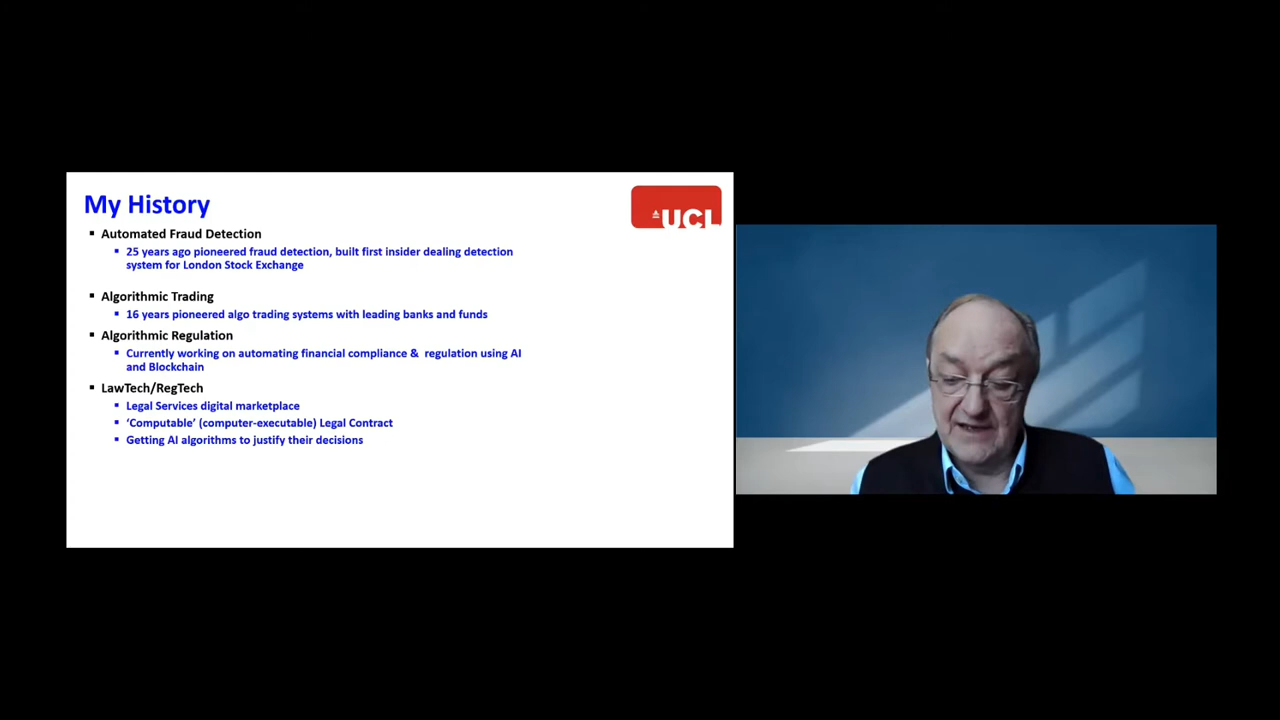 My History
UCL
▪ Automated Fraud Detection
▪ 25 years ago pioneered fraud detection, built first insider dealing detection
system for London Stock Exchange
▪ Algorithmic Trading
▪ 16 years pioneered algo trading systems with leading banks and funds
▪ Algorithmic Regulation
▪ Currently working on automating financial compliance & regulation using AI
and Blockchain
▪ LawTech/RegTech
▪ Legal Services digital marketplace
▪ ‘Computable’ (computer-executable) Legal Contract
▪ Getting AI algorithms to justify their decisions